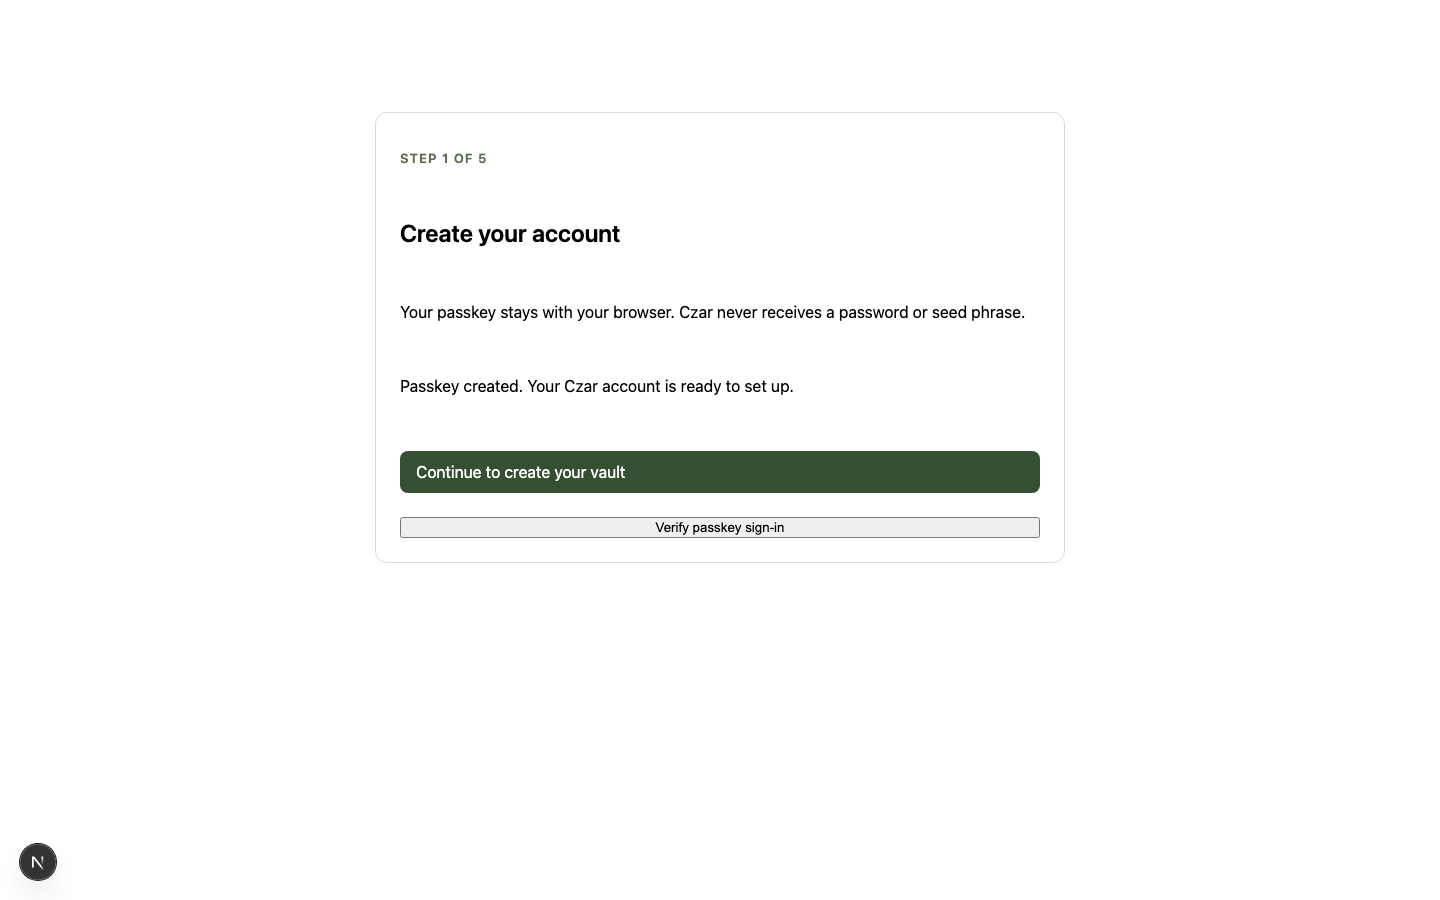 STEP 1 OF 5
Create your account
Your passkey stays with your browser. Czar never receives a password or seed phrase.
Passkey created. Your Czar account is ready to set up.
Continue to create your vault
Verify passkey sign-in
N